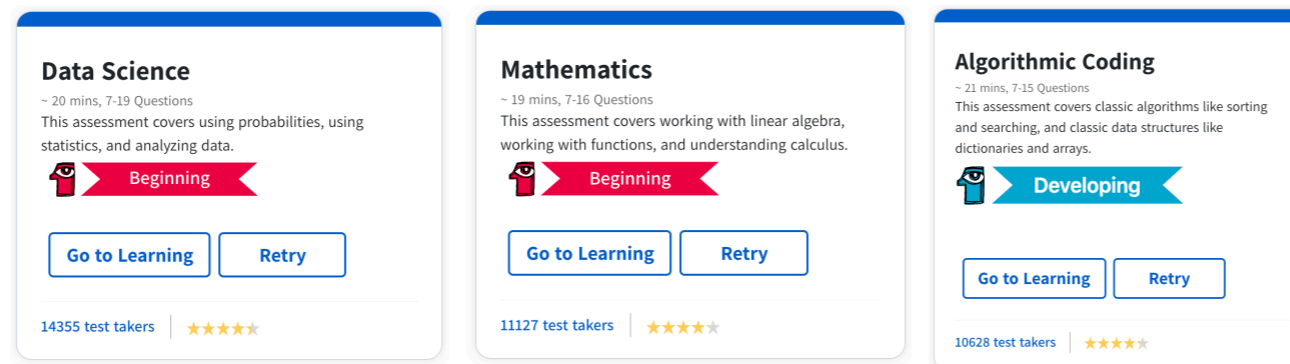 Data Science
~ 20 mins, 7-19 Questions
This assessment covers using probabilities, using
statistics, and analyzing data.
Beginning
Go to Learning
Retry
14355 test takers
Mathematics
~ 19 mins, 7-16 Questions
This assessment covers working with linear algebra,
working with functions, and understanding calculus.
Beginning
Go to Learning
Retry
11127 test takers
Algorithmic Coding
~ 21 mins, 7-15 Questions
This assessment covers classic algorithms like sorting
and searching, and classic data structures like
dictionaries and arrays.
Developing
Go to Learning
Retry
10628 test takers